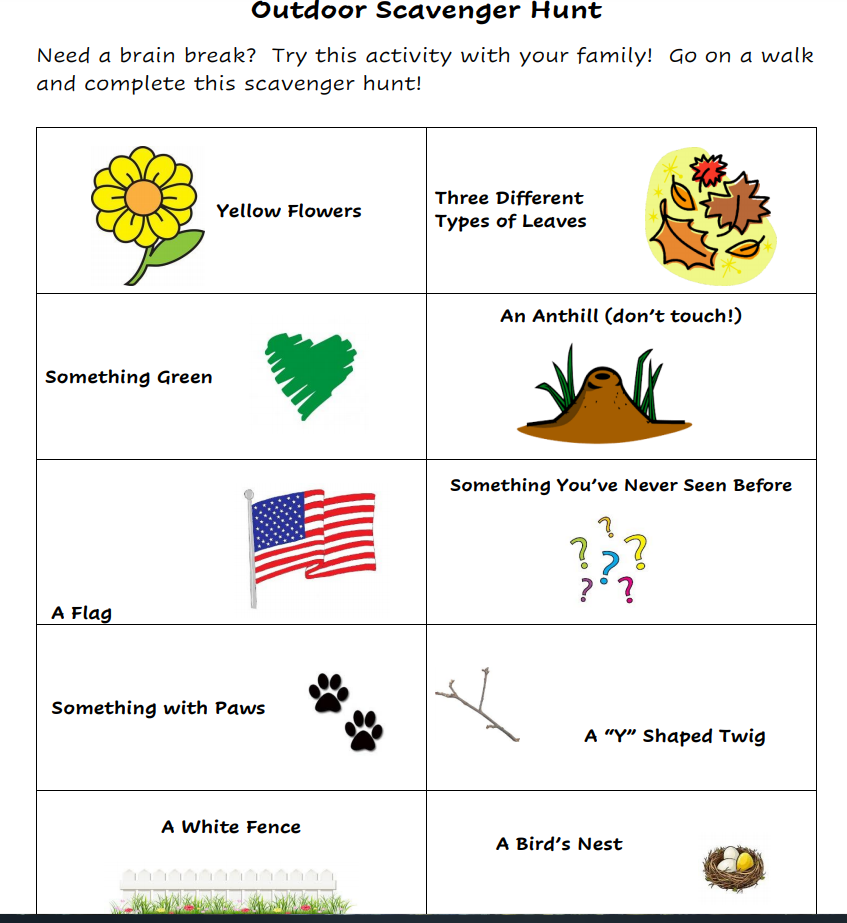 Outdoor Scavenger Hunt
Need a brain break?  Try this activity with your family!  Go on a walk
and complete this scavenger hunt!
Yellow Flowers
Three Different
Types of Leaves
Something Green
An Anthill (don’t touch!)
A Flag
Something You’ve Never Seen Before
? ? ? ? ? ?
Something with Paws
A “Y” Shaped Twig
A White Fence
A Bird’s Nest